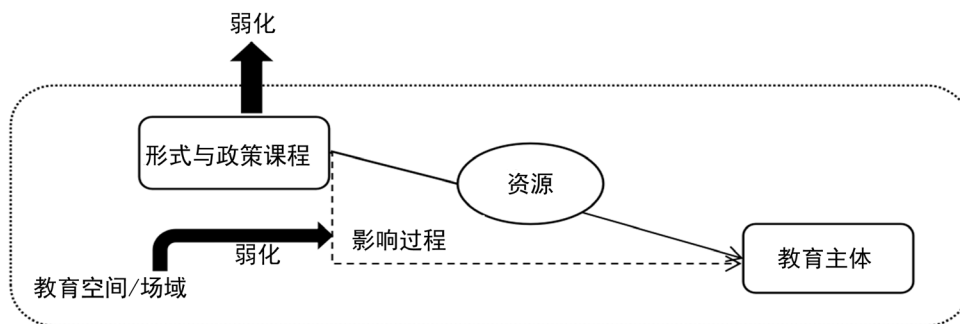 弱化
形式与政策课程
资源
影响过程
弱化
教育主体
教育空间/场域